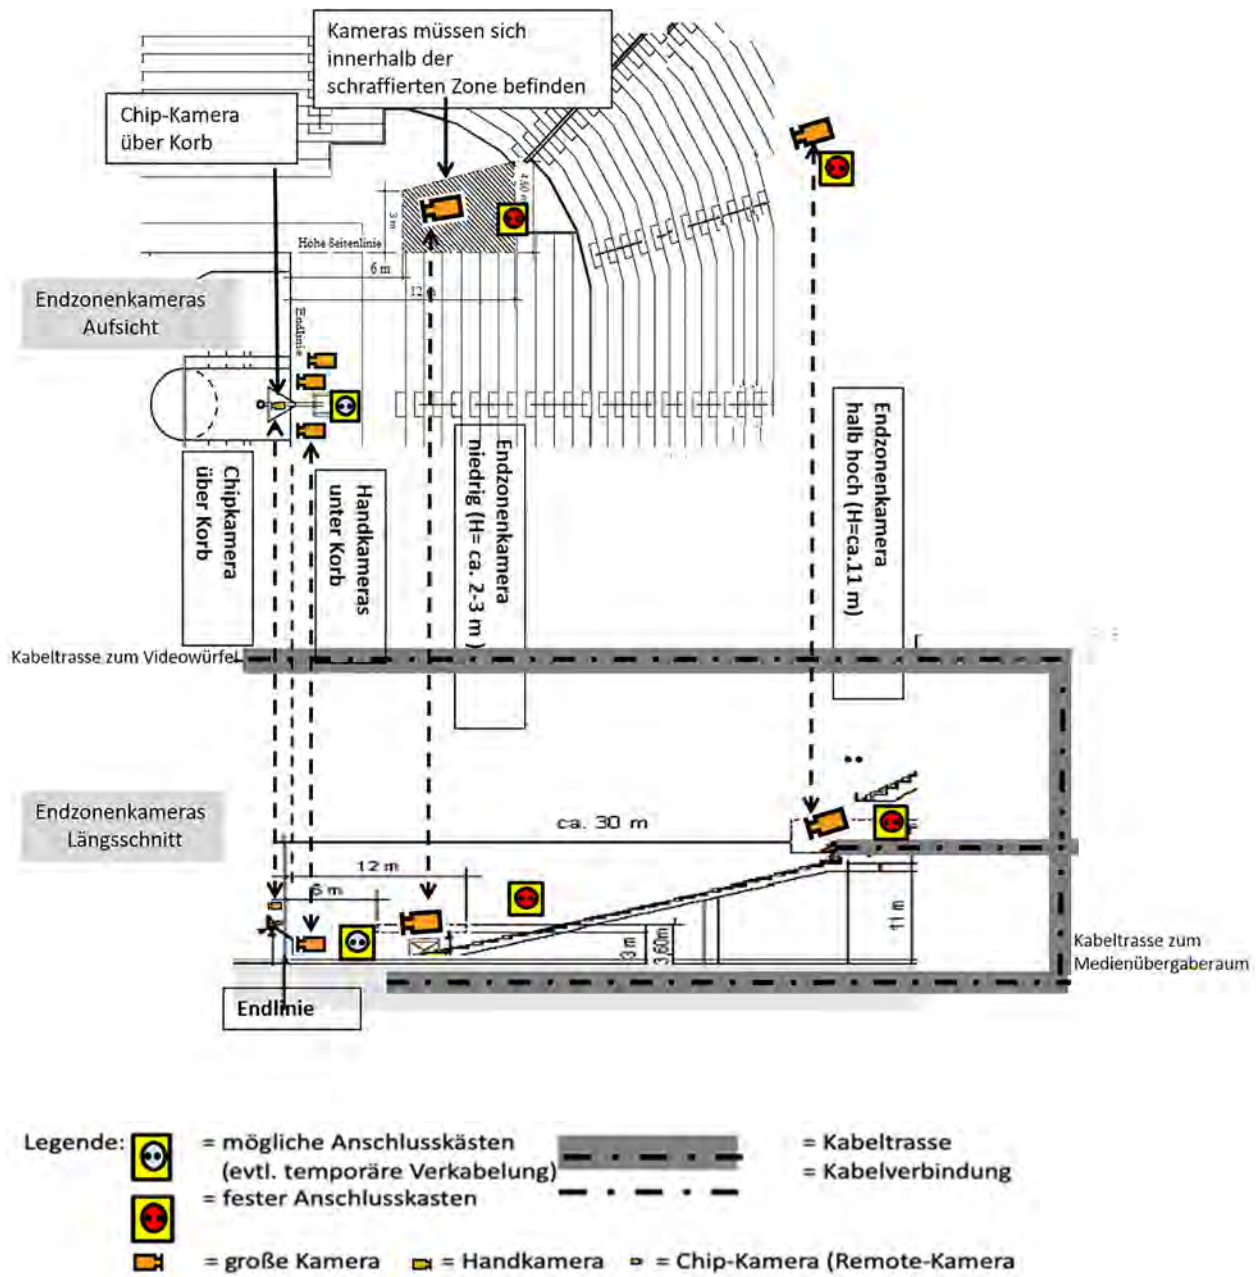 Kameras müssen sich
innerhalb der
schraffierten Zone befinden
Chip-Kamera
über Korb
4,60 m
3 m
Höhe Seitenlinie
6 m
12 m
Endzonenkameras
Aufsicht
Endlinie
Chipkamera
über Korb
Handkameras
unter Korb
Endzonenkamera
niedrig (H= ca. 2-3 m )
Endzonenkamera
halb hoch (H=ca.11 m)
Kabeltrasse zum Videowürfel
Endzonenkameras
Längsschnitt
ca. 30 m
12 m
6 m
3 m
3,60m
11 m
Kabeltrasse zum
Medienübergaberaum
Endlinie
Legende:
= mögliche Anschlusskästen
(evtl. temporäre Verkabelung)
= fester Anschlusskasten
= Kabeltrasse
= Kabelverbindung
= große Kamera
= Handkamera
= Chip-Kamera (Remote-Kamera